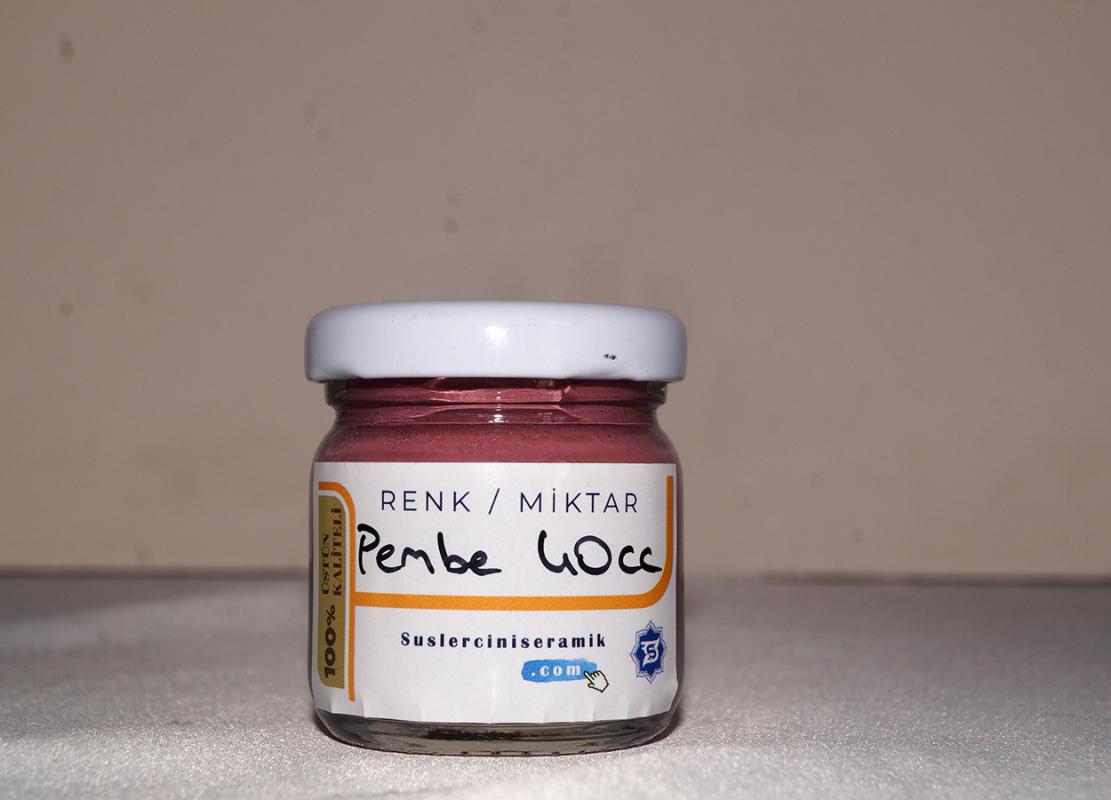 RENK / MİKTAR
Pembe 40cc
100% ÜSTÜN
KALİTELİ
Suslerciniseramik
.com